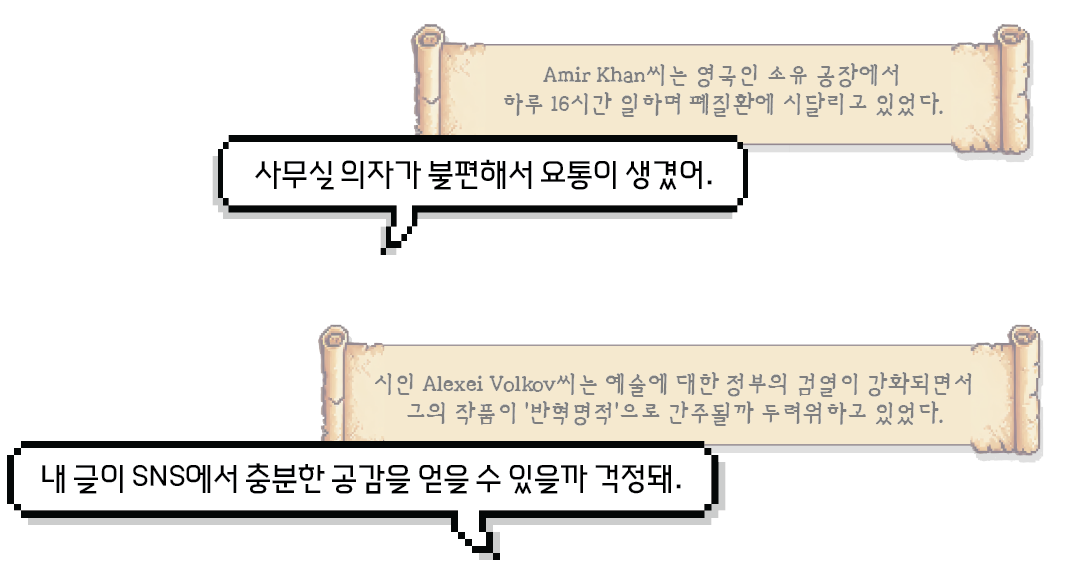 Amir Khan씨는 영국인 소유 공장에서
하루 16시간 일하며 폐질환에 시달리고 있었다.
사무실 의자가 불편해서 요통이 생겼어.
시인 Alexei Volkov씨는 예술에 대한 정부의 검열이 강화되면서
그의 작품이 '반혁명적'으로 간주될까 두려워하고 있었다.
내 글이 SNS에서 충분한 공감을 얻을 수 있을까 걱정돼.